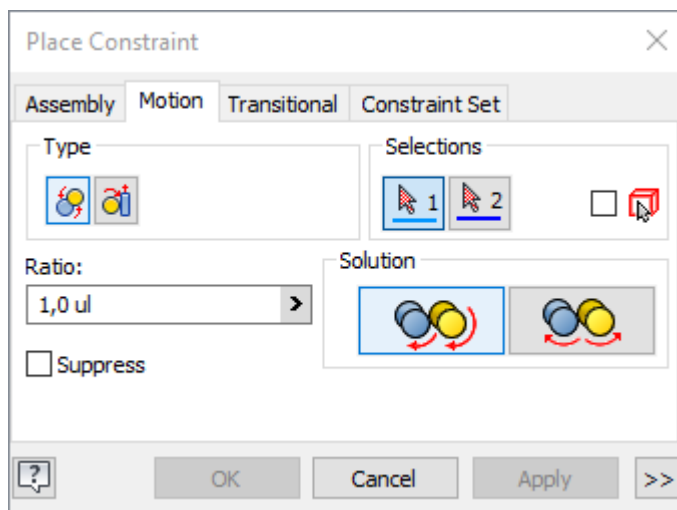 Place Constraint
Assembly Motion Transitional Constraint Set
Type Selections
1 2
Ratio: Solution
1,0 ul >
Suppress
? OK Cancel Apply >>